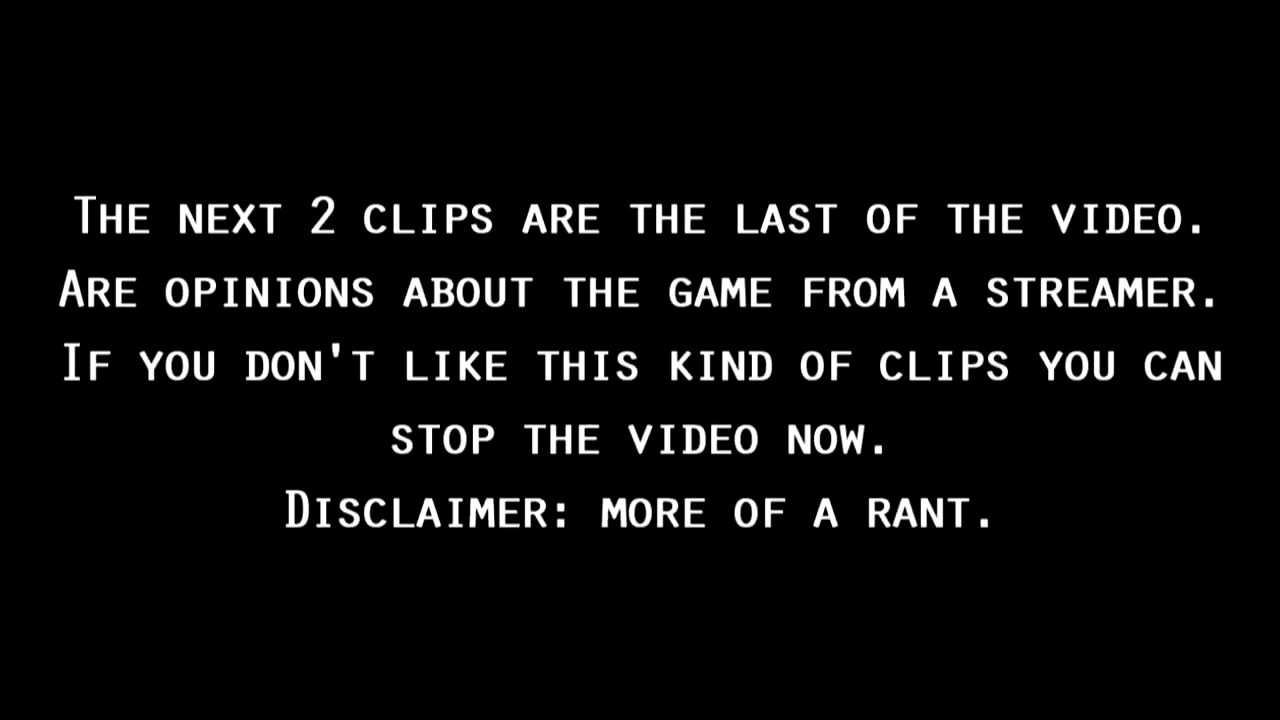 The next 2 clips are the last of the video.
Are opinions about the game from a streamer.
If you don't like this kind of clips you can
stop the video now.
Disclaimer: more of a rant.